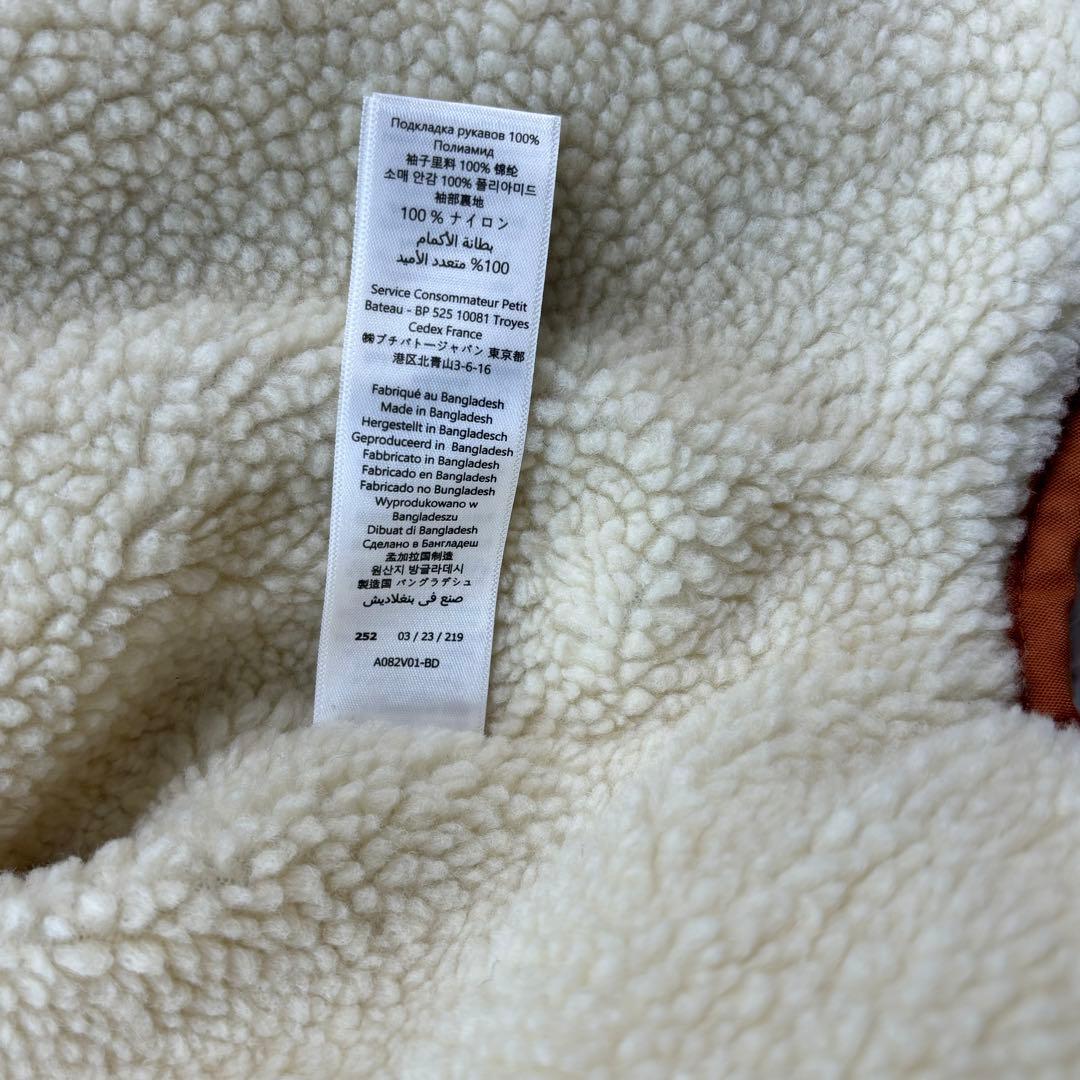 Подкладка рукавов 100%
Полиамид
袖子里料 100% 锦纶
소매 안감 100% 폴리아미드
袖部裏地
100 % ナイロン
بطانة الأكمام
100% متعدد الأميد
Service Consommateur Petit
Bateau - BP 525 10081 Troyes
Cedex France
㈱プチバトージャパン 東京都
港区北青山3-6-16
Fabriqué au Bangladesh
Made in Bangladesh
Hergestellt in Bangladesch
Geproduceerd in Bangladesh
Fabbricato in Bangladesh
Fabricado en Bangladesh
Fabricado no Bungladesh
Wyprodukowano w
Bangladeszu
Dibuat di Bangladesh
Сделано в Бангладеш
孟加拉国制造
원산지 방글라데시
製造国 バングラデシュ
صنع في بنغلاديش
252 03 / 23 / 219
A082V01-BD